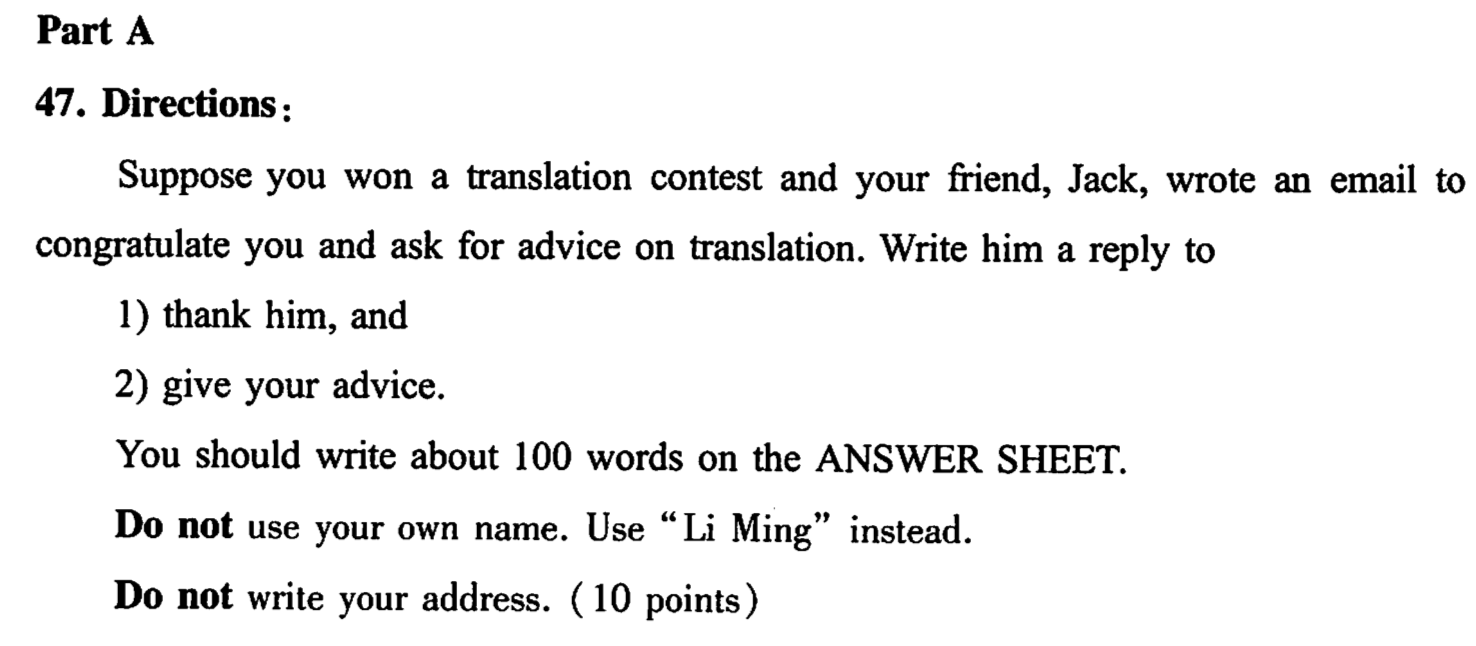 Part A
47. Directions:
Suppose you won a translation contest and your friend, Jack, wrote an email to
congratulate you and ask for advice on translation. Write him a reply to
1) thank him, and
2) give your advice.
You should write about 100 words on the ANSWER SHEET.
Do not use your own name. Use “Li Ming” instead.
Do not write your address. (10 points)